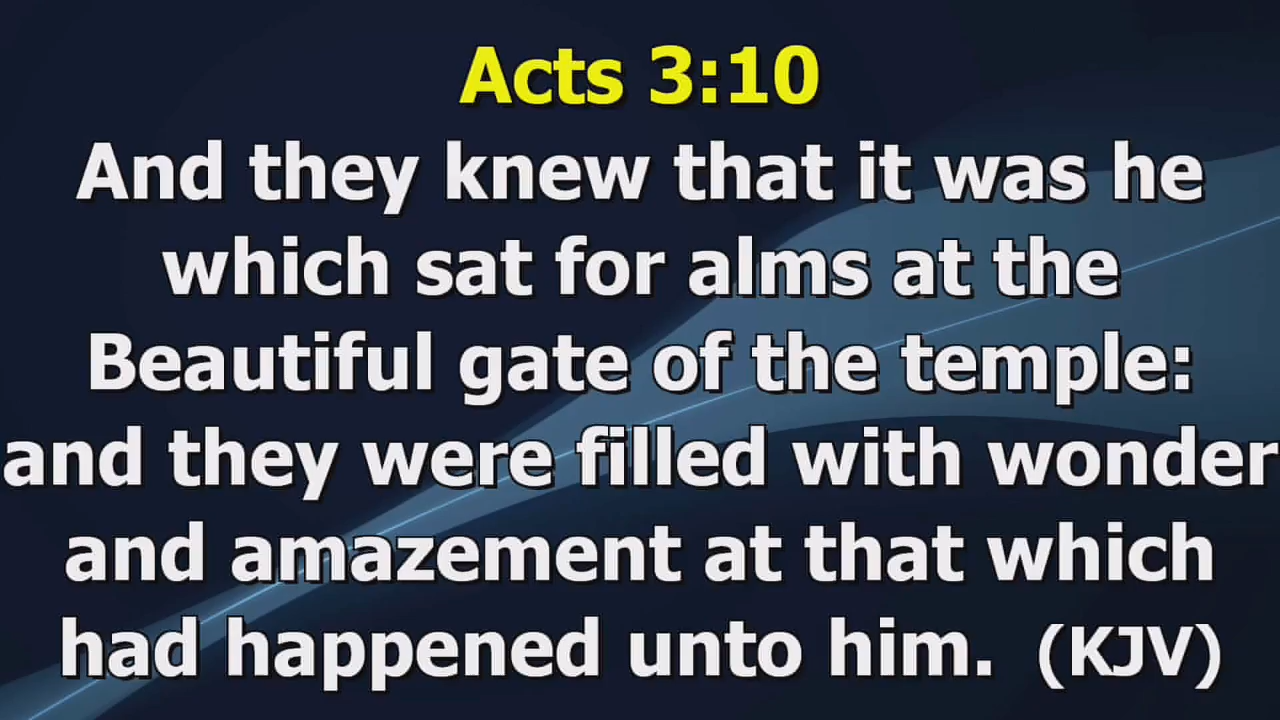 Acts 3:10
And they knew that it was he
which sat for alms at the
Beautiful gate of the temple:
and they were filled with wonder
and amazement at that which
had happened unto him.  (KJV)